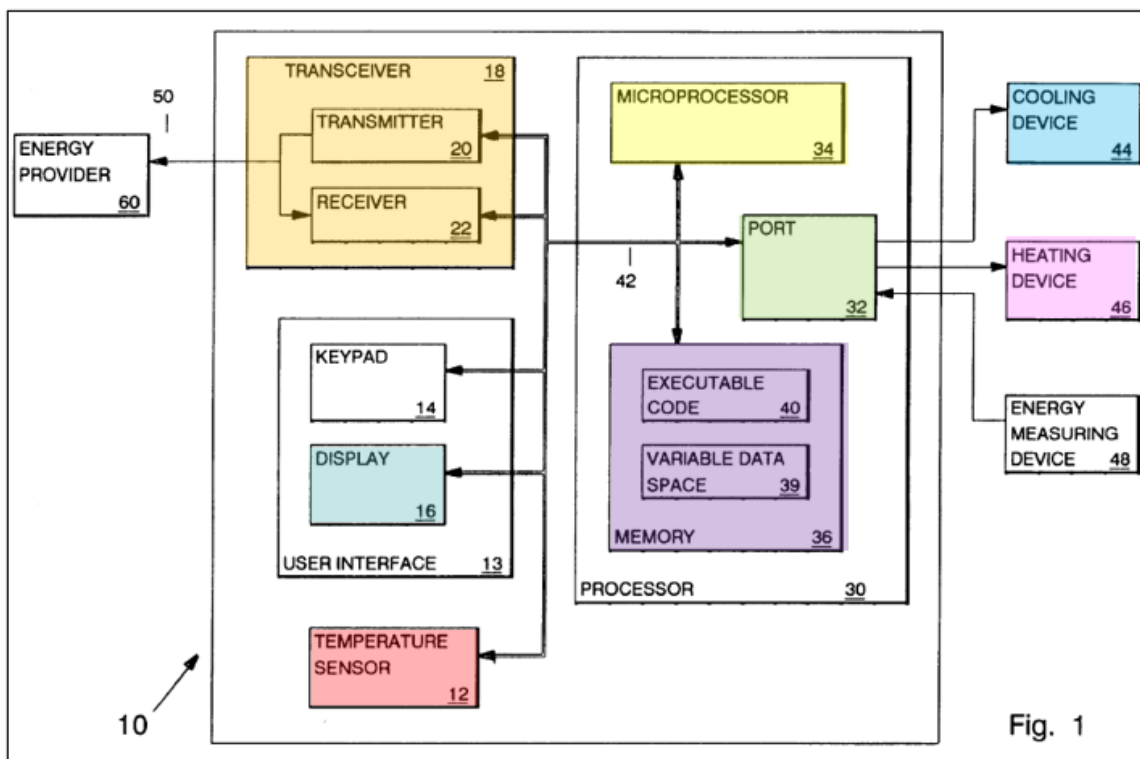 TRANSCEIVER 18
TRANSMITTER
20
RECEIVER
22
50
ENERGY
PROVIDER
60
KEYPAD
14
DISPLAY
16
USER INTERFACE 13
TEMPERATURE
SENSOR
12
10
MICROPROCESSOR
34
42
PORT
32
EXECUTABLE
CODE 40
VARIABLE DATA
SPACE 39
MEMORY 36
PROCESSOR 30
COOLING
DEVICE
44
HEATING
DEVICE
46
ENERGY
MEASURING
DEVICE 48
Fig. 1